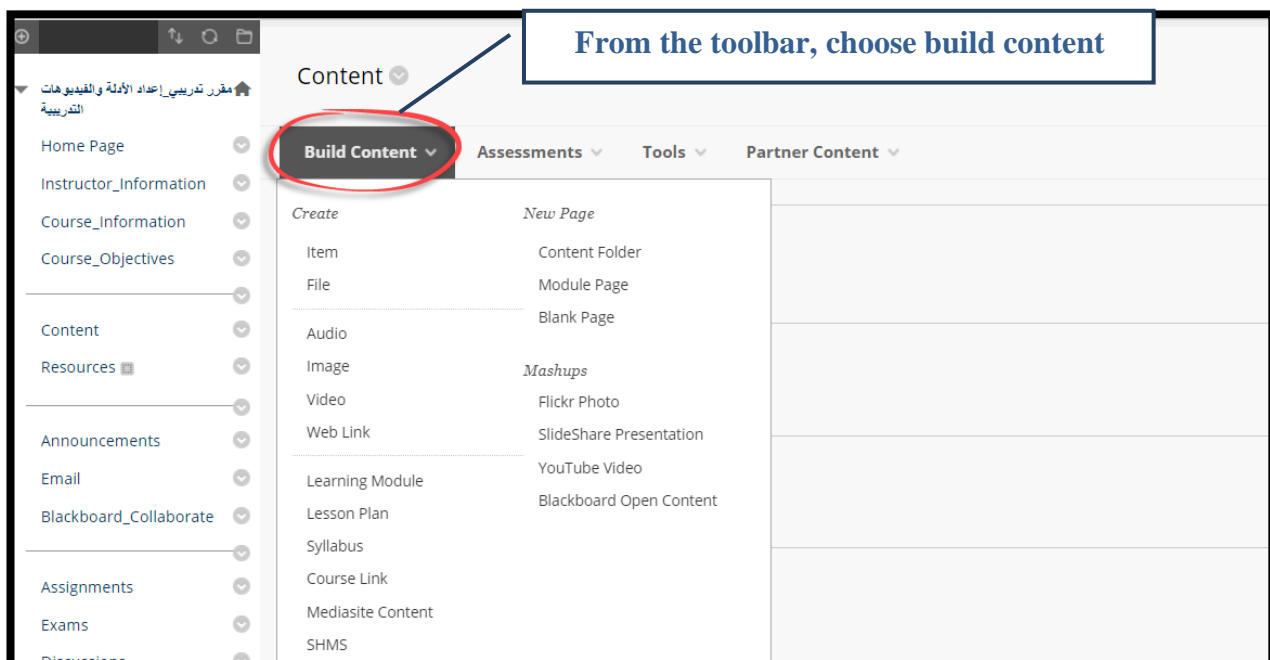 From the toolbar, choose build content
مقرر تدريبي_إعداد الأدلة والفيديوهات
التدريبية
Home Page
Instructor_Information
Course_Information
Course_Objectives
Content
Resources
Announcements
Email
Blackboard_Collaborate
Assignments
Exams
Discussions
Content
Build Content
Assessments
Tools
Partner Content
Create
Item
File
Audio
Image
Video
Web Link
Learning Module
Lesson Plan
Syllabus
Course Link
Mediasite Content
SHMS
New Page
Content Folder
Module Page
Blank Page
Mashups
Flickr Photo
SlideShare Presentation
YouTube Video
Blackboard Open Content